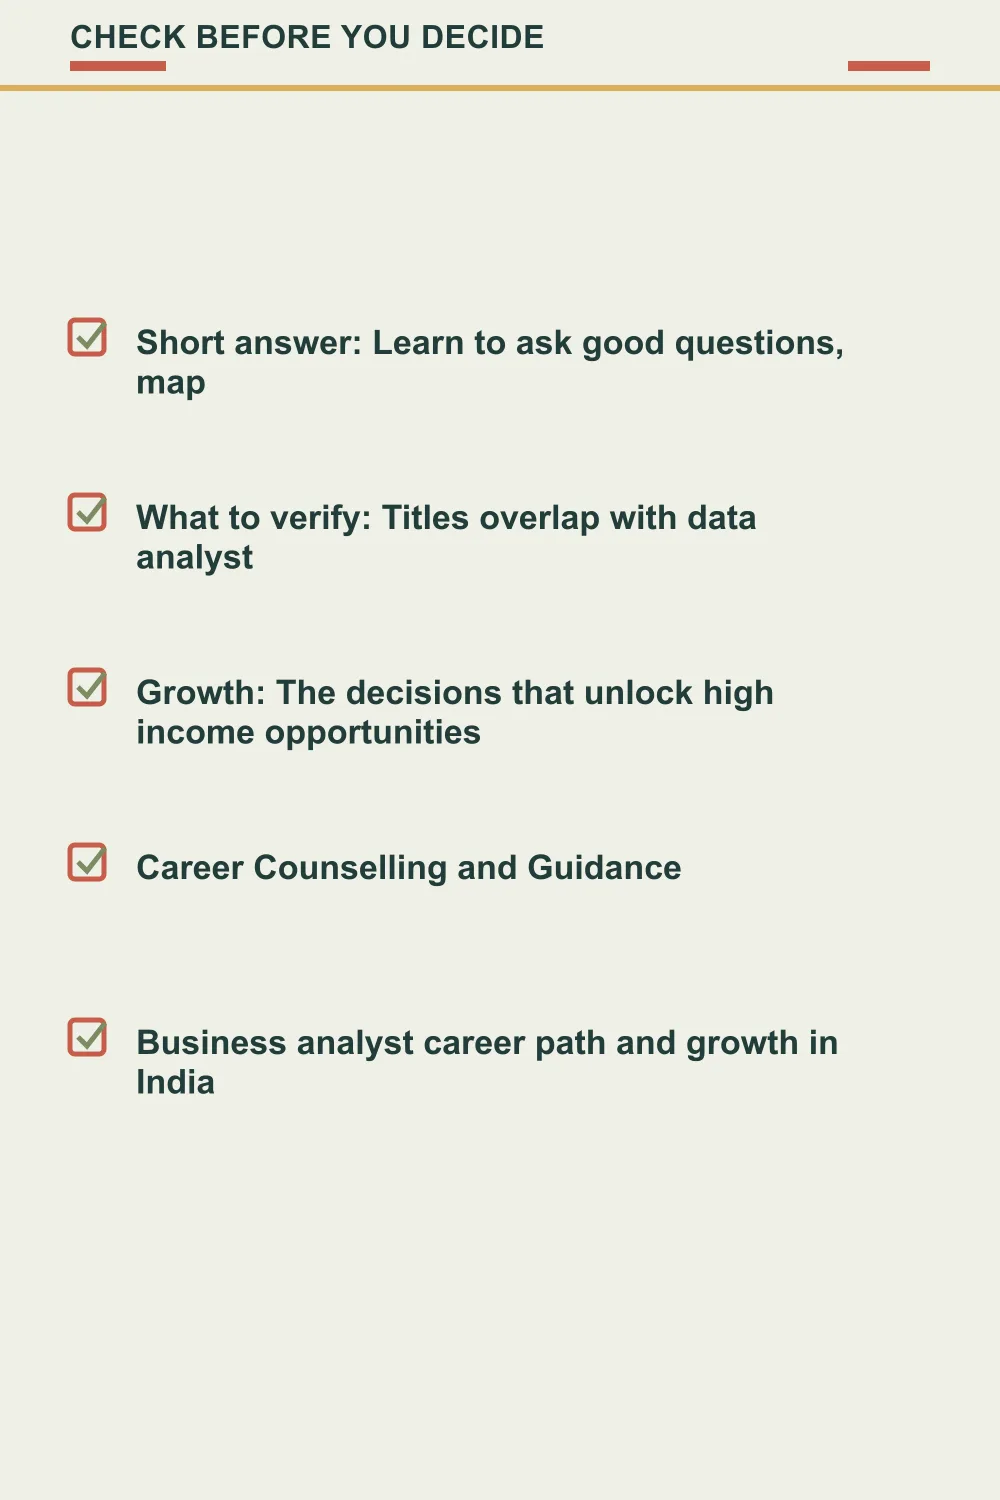 CHECK BEFORE YOU DECIDE
Short answer: Learn to ask good questions,
map
What to verify: Titles overlap with data
analyst
Growth: The decisions that unlock high
income opportunities
Career Counselling and Guidance
Business analyst career path and growth in
India